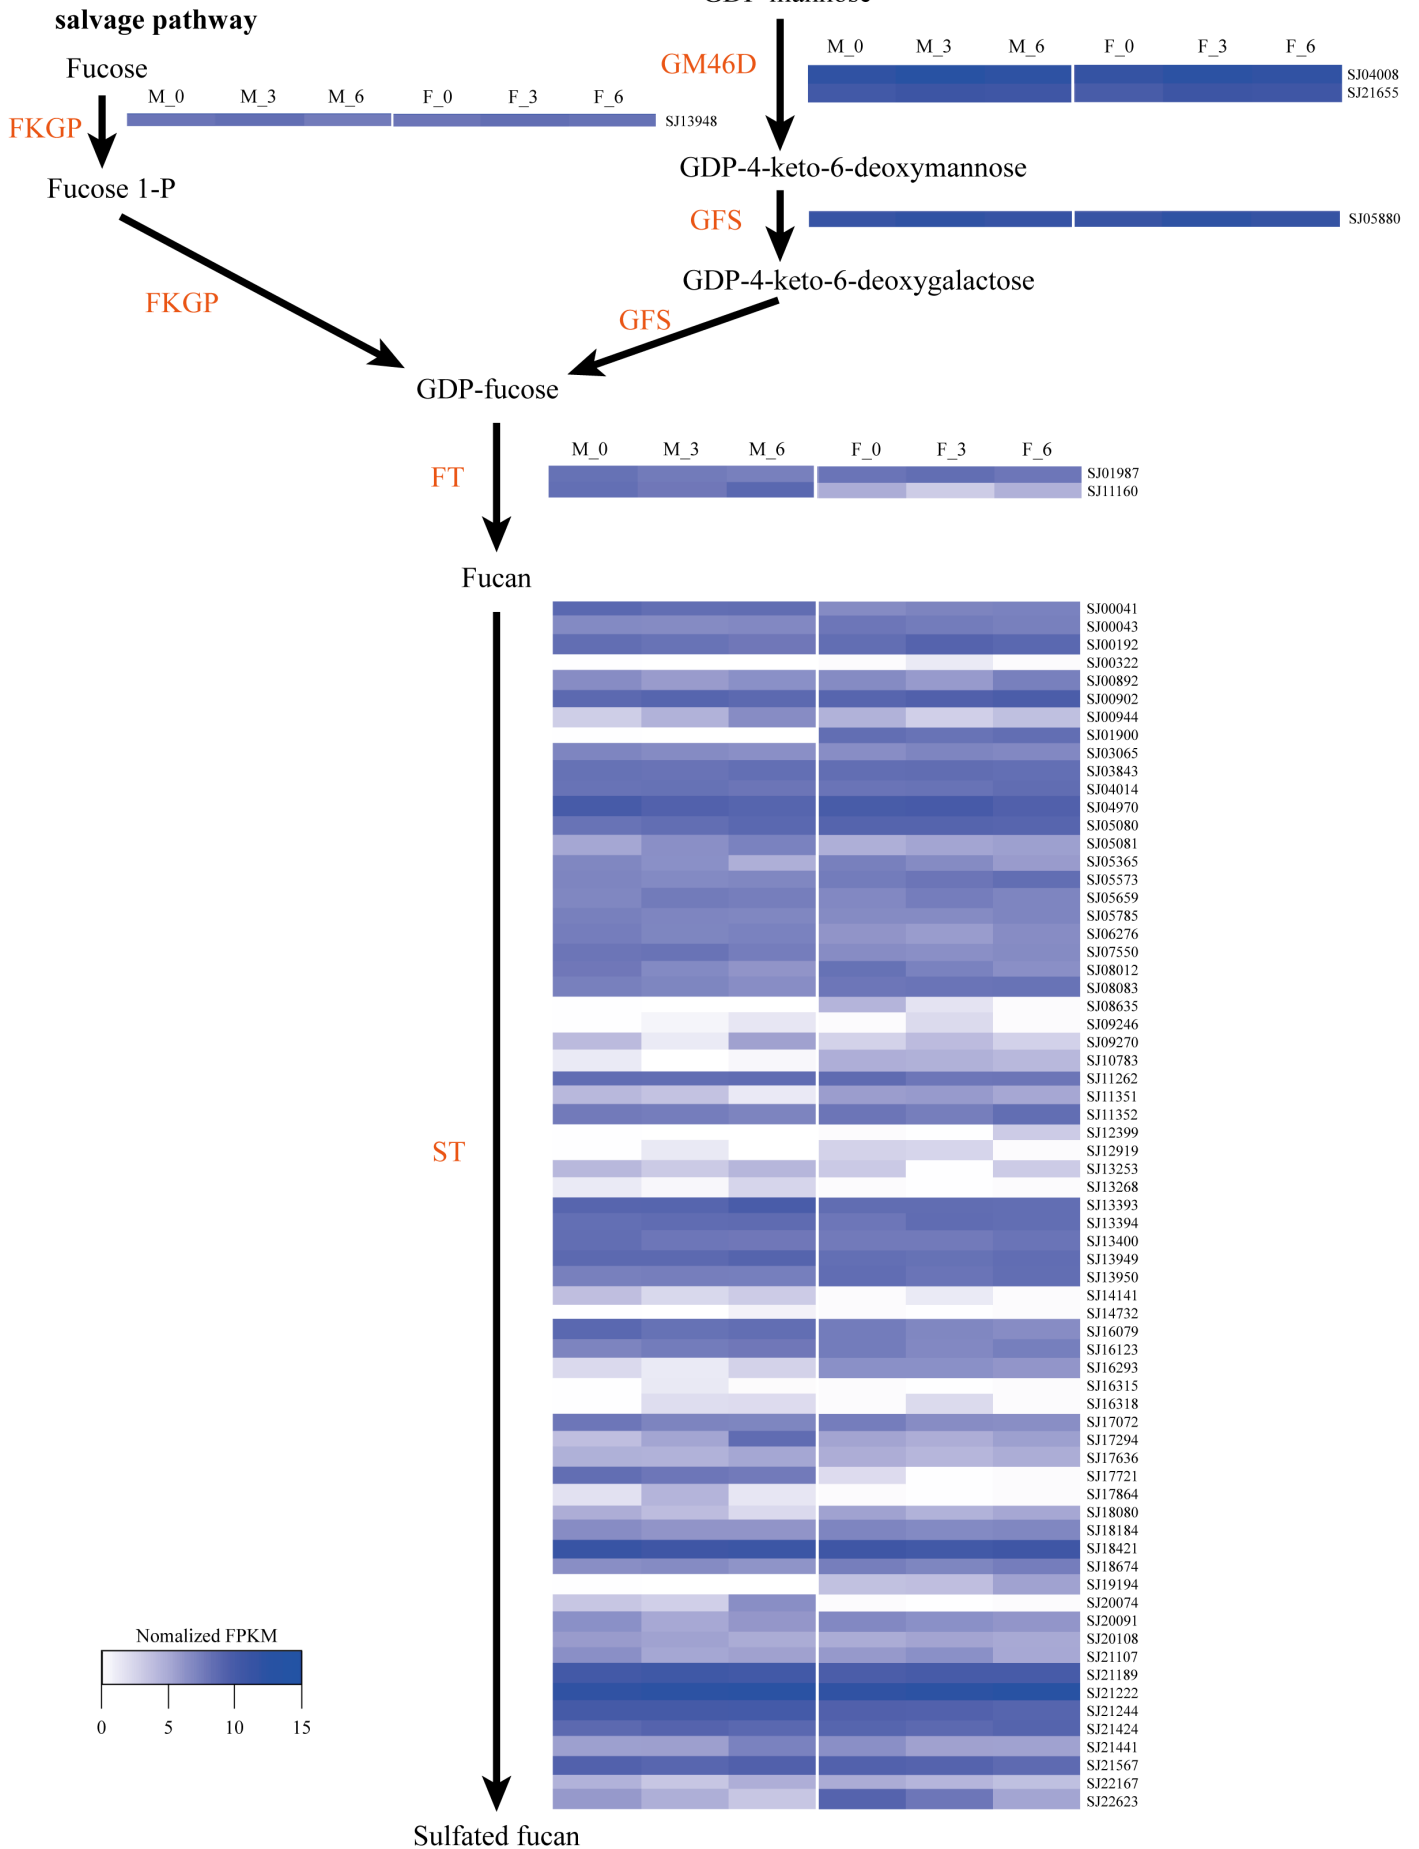 salvage pathway
Fucose
FKGP
M_0 M_3 M_6 F_0 F_3 F_6
SJ13948
Fucose 1-P
FKGP
GM46D
M_0 M_3 M_6 F_0 F_3 F_6
SJ04008
SJ21655
GDP-4-keto-6-deoxymannose
GFS
SJ05880
GDP-4-keto-6-deoxygalactose
GFS
GDP-fucose
FT
M_0 M_3 M_6 F_0 F_3 F_6
SJ01987
SJ11160
Fucan
ST
SJ00041
SJ00043
SJ00192
SJ00322
SJ00892
SJ00902
SJ00944
SJ01900
SJ03065
SJ03843
SJ04014
SJ04970
SJ05080
SJ05081
SJ05365
SJ05573
SJ05659
SJ05785
SJ06276
SJ07550
SJ08012
SJ08083
SJ08635
SJ09246
SJ09270
SJ10783
SJ11262
SJ11351
SJ11352
SJ12399
SJ12919
SJ13253
SJ13268
SJ13393
SJ13394
SJ13400
SJ13949
SJ13950
SJ14141
SJ14732
SJ16079
SJ16123
SJ16293
SJ16315
SJ16318
SJ17072
SJ17294
SJ17636
SJ17721
SJ17864
SJ18080
SJ18184
SJ18421
SJ18674
SJ19194
SJ20074
SJ20091
SJ20108
SJ21107
SJ21189
SJ21222
SJ21244
SJ21424
SJ21441
SJ21567
SJ22167
SJ22623
Sulfated fucan
Nomalized FPKM
0 5 10 15